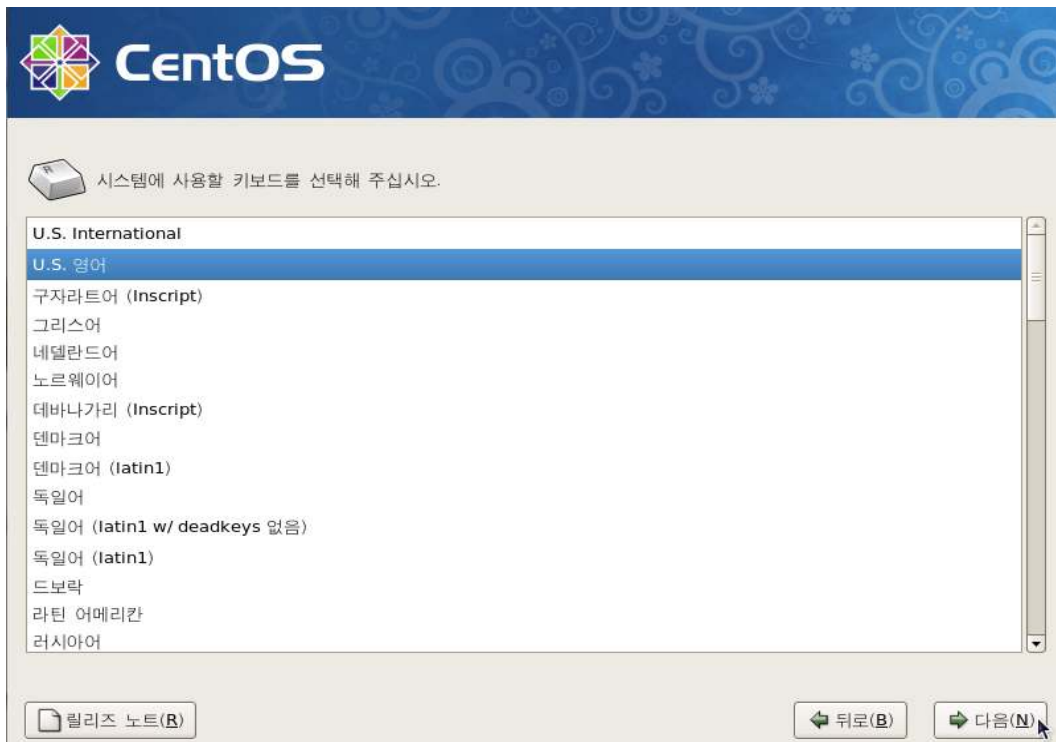 CentOS
R
시스템에 사용할 키보드를 선택해 주십시오.
U.S. International
U.S. 영어
구자라트어 (Inscript)
그리스어
네델란드어
노르웨이어
데바나가리 (Inscript)
덴마크어
덴마크어 (latin1)
독일어
독일어 (latin1 w/ deadkeys 없음)
독일어 (latin1)
드보락
라틴 어메리칸
러시아어
릴리즈 노트(R) 뒤로(B) 다음(N)